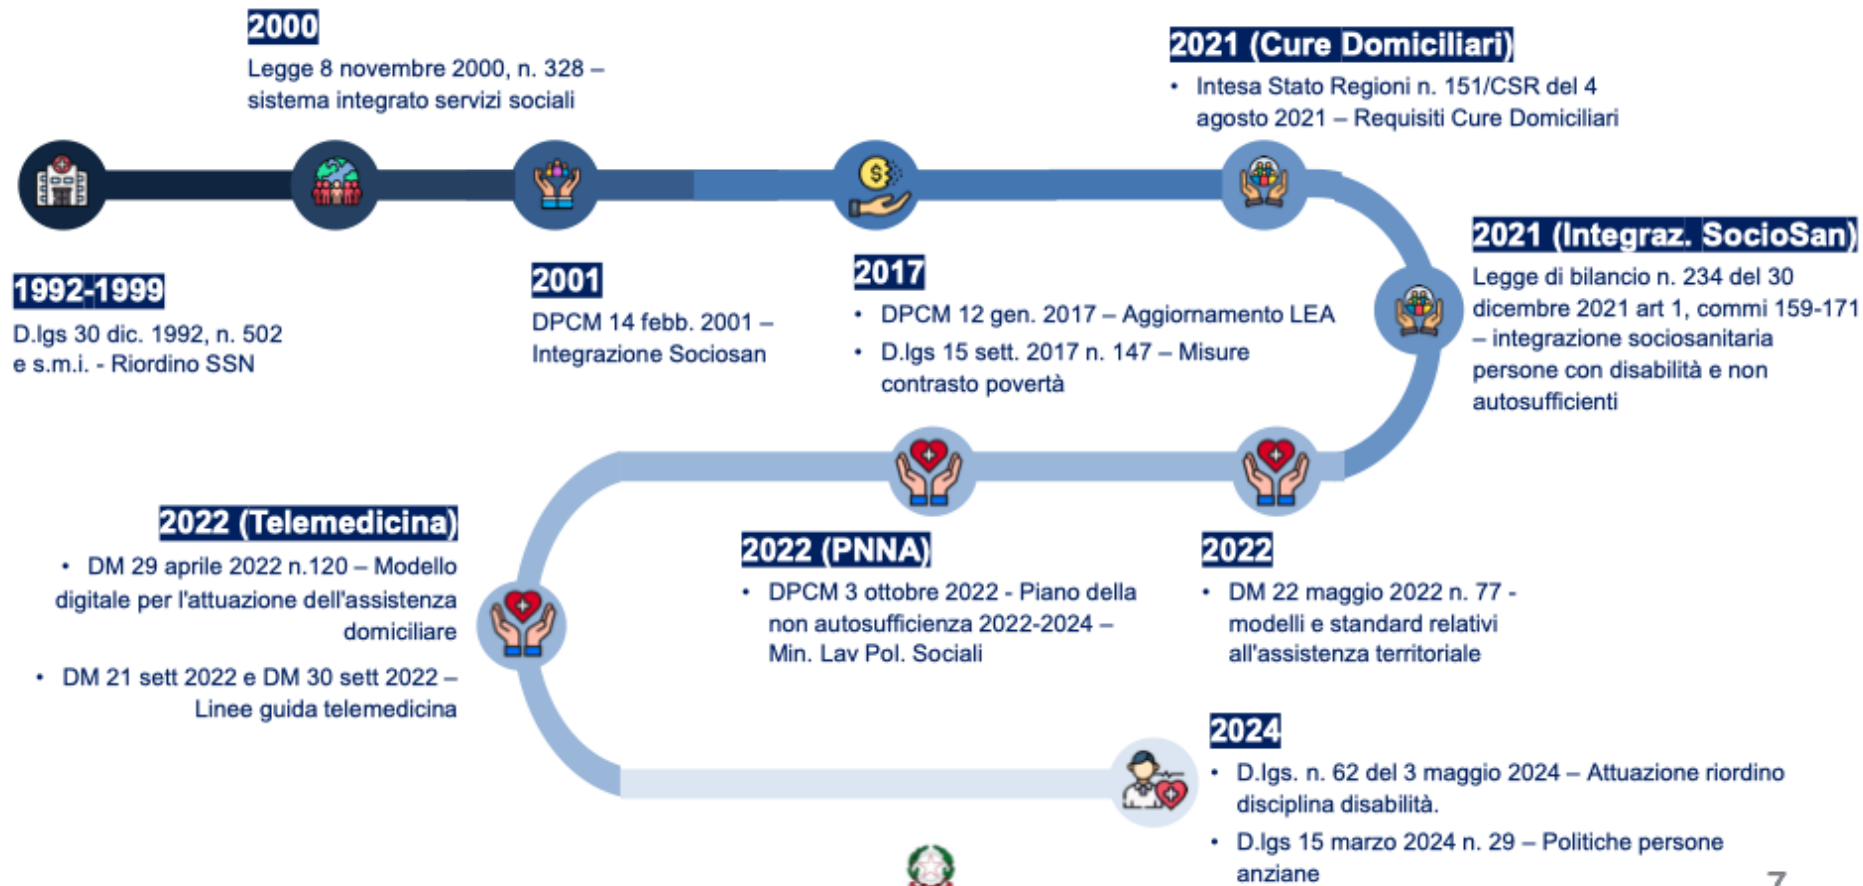 2000
Legge 8 novembre 2000, n. 328 –
sistema integrato servizi sociali
2021 (Cure Domiciliari)
• Intesa Stato Regioni n. 151/CSR del 4
agosto 2021 – Requisiti Cure Domiciliari
1992-1999
D.lgs 30 dic. 1992, n. 502
e s.m.i. - Riordino SSN
2001
DPCM 14 febb. 2001 –
Integrazione Sociosan
2017
• DPCM 12 gen. 2017 – Aggiornamento LEA
• D.lgs 15 sett. 2017 n. 147 – Misure
contrasto povertà
2021 (Integraz. SocioSan)
Legge di bilancio n. 234 del 30
dicembre 2021 art 1, commi 159-171
– integrazione sociosanitaria
persone con disabilità e non
autosufficienti
2022 (Telemedicina)
• DM 29 aprile 2022 n.120 – Modello
digitale per l'attuazione dell'assistenza
domiciliare
• DM 21 sett 2022 e DM 30 sett 2022 –
Linee guida telemedicina
2022 (PNNA)
• DPCM 3 ottobre 2022 - Piano della
non autosufficienza 2022-2024 –
Min. Lav Pol. Sociali
2022
• DM 22 maggio 2022 n. 77 -
modelli e standard relativi
all'assistenza territoriale
2024
• D.lgs. n. 62 del 3 maggio 2024 – Attuazione riordino
disciplina disabilità.
• D.lgs 15 marzo 2024 n. 29 – Politiche persone
anziane
7